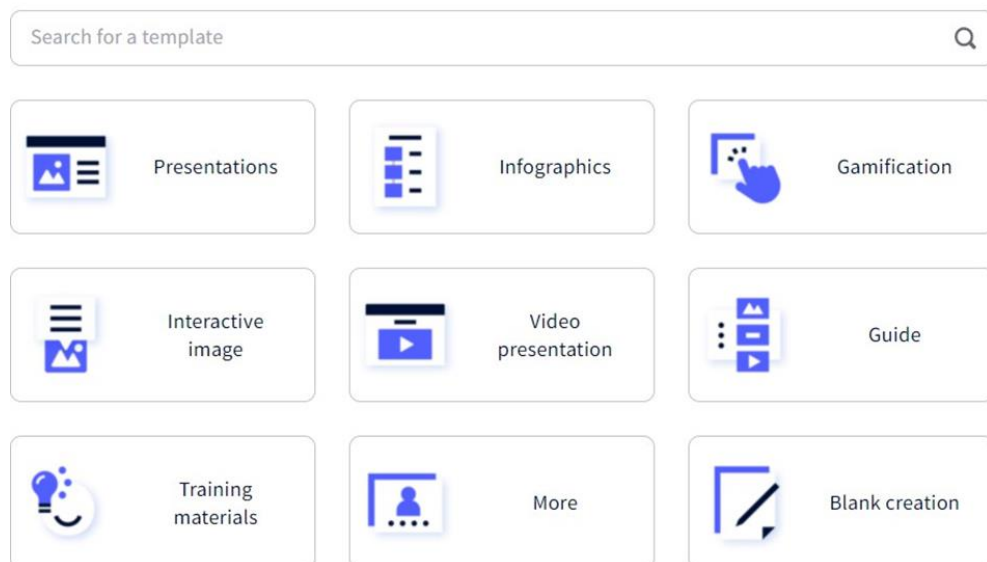 Search for a template
Presentations
Infographics
Gamification
Interactive
image
Video
presentation
Guide
Training
materials
More
Blank creation